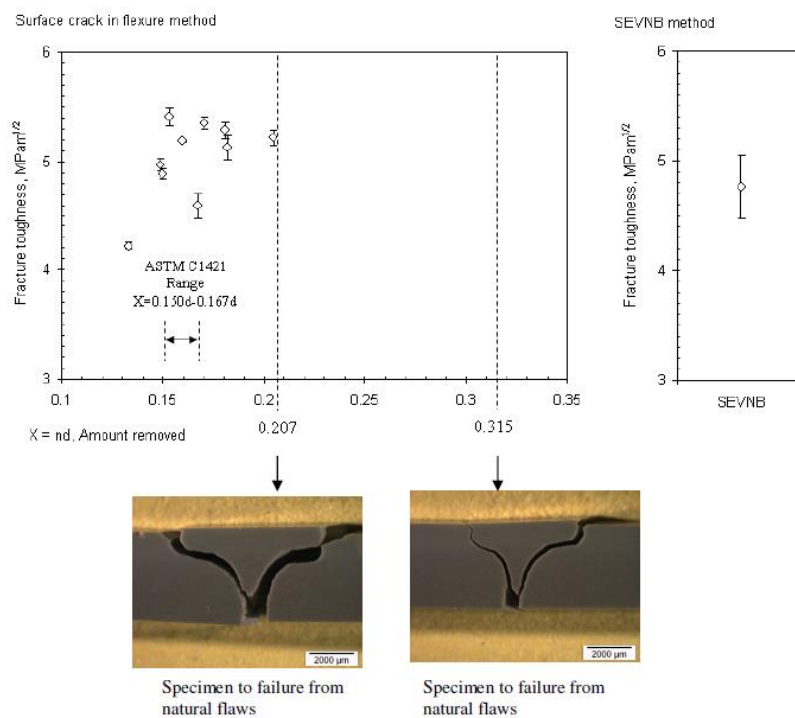 Surface crack in flexure method
SEVNB method
Fracture toughness, MPam1/2
6
5
4
3
ASTM C1421
Range
X=0.150d-0.167d
0.1
0.15
0.2
0.25
0.3
0.35
X = nd, Amount removed
0.207
0.315
Fracture toughness, MPam1/2
6
5
4
3
SEVNB
2000 µm
2000 µm
Specimen to failure from
natural flaws
Specimen to failure from
natural flaws